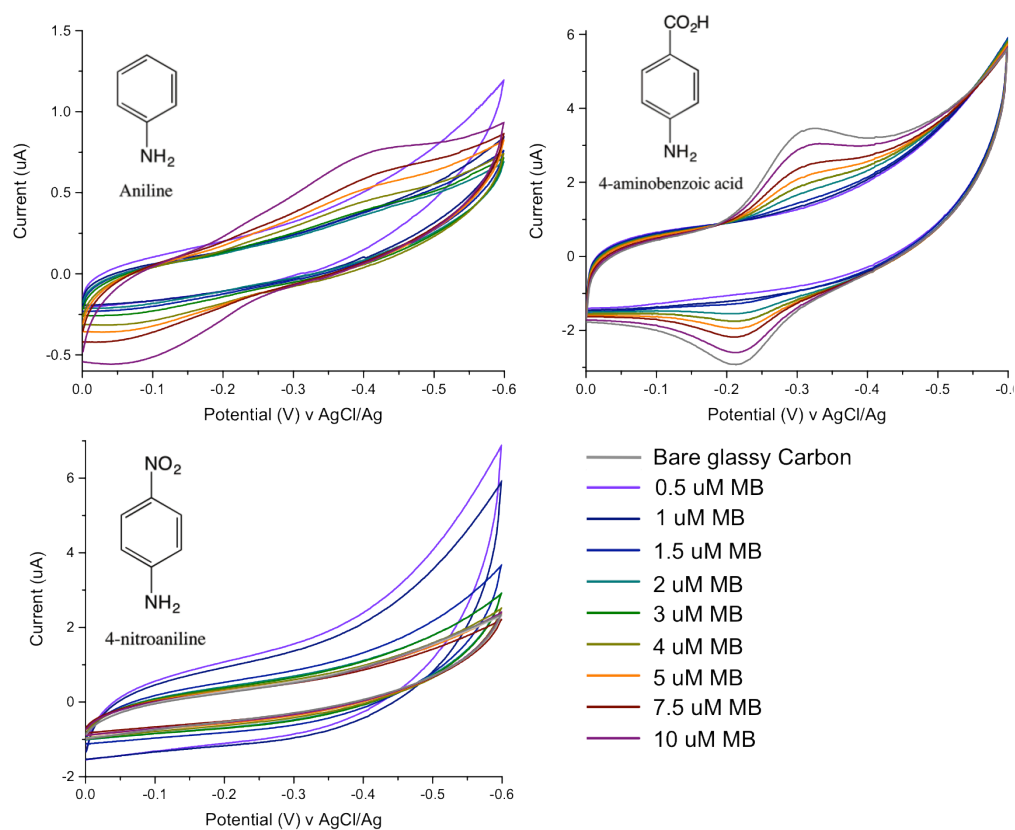 1.5
1.0
0.5
0.0
-0.5
Current (uA)
NH2
Aniline
0.0 -0.1 -0.2 -0.3 -0.4 -0.5 -0.6
Potential (V) v AgCl/Ag
6
4
2
0
-2
Current (uA)
CO2H
NH2
4-aminobenzoic acid
0.0 -0.1 -0.2 -0.3 -0.4 -0.5 -0.
Potential (V) v AgCl/Ag
6
4
2
0
-2
Current (uA)
NO2
NH2
4-nitroaniline
0.0 -0.1 -0.2 -0.3 -0.4 -0.5 -0.6
Potential (V) v AgCl/Ag
Bare glassy Carbon
0.5 uM MB
1 uM MB
1.5 uM MB
2 uM MB
3 uM MB
4 uM MB
5 uM MB
7.5 uM MB
10 uM MB